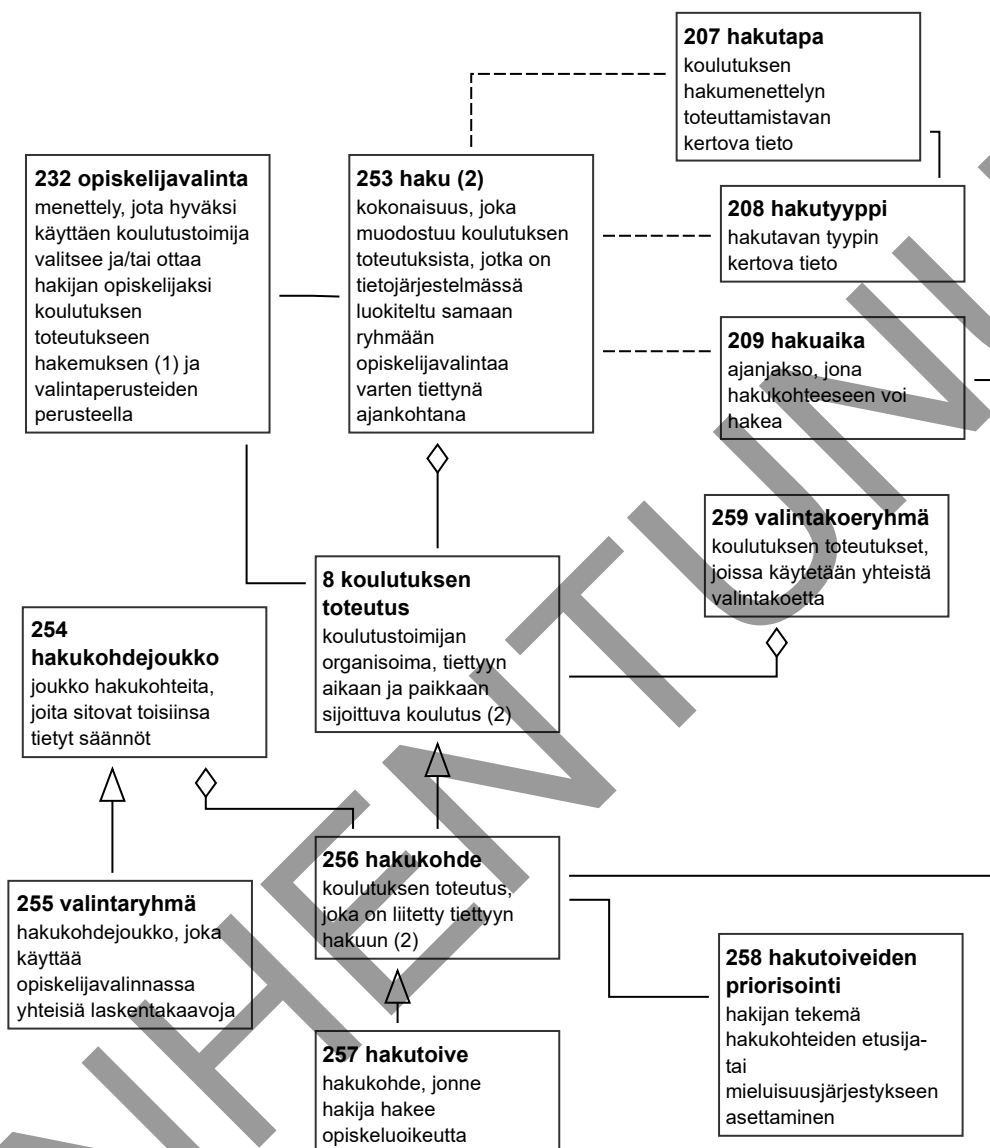 207 hakutapa
koulutuksen
hakumenettelyn
toteuttamistavan
kertova tieto
232 opiskelijavalinta
menettely, jota hyväksi
käyttäen koulutustoimija
valitsee ja/tai ottaa
hakijan opiskelijaksi
koulutuksen
toteutukseen
hakemuksen (1) ja
valintaperusteiden
perusteella
253 haku (2)
kokonaisuus, joka
muodostuu koulutuksen
toteutuksista, jotka on
tietojärjestelmässä
luokiteltu samaan
ryhmään
opiskelijavalintaa
varten tiettynä
ajankohtana
208 hakutyyppi
hakutavan tyypin
kertova tieto
209 hakuaika
ajanjakso, jona
hakukohteeseen voi
hakea
259 valintakoeryhmä
koulutuksen toteutukset,
joissa käytetään yhteistä
valintakoetta
8 koulutuksen
toteutus
koulutustoimijan
organisoima, tiettyyn
aikaan ja paikkaan
sijoittuva koulutus (2)
254
hakukohdejoukko
joukko hakukohteita,
joita sitovat toisiinsa
tietyt säännöt
256 hakukohde
koulutuksen toteutus,
joka on liitetty tiettyyn
hakuun (2)
255 valintaryhmä
hakukohdejoukko, joka
käyttää
opiskelijavalinnassa
yhteisiä laskentakaavoja
258 hakutoiveiden
priorisointi
hakijan tekemä
hakukohteiden etusija-
tai
mieluisuusjärjestykseen
asettaminen
257 hakutoive
hakukohde, jonne
hakija hakee
opiskeluoikeutta